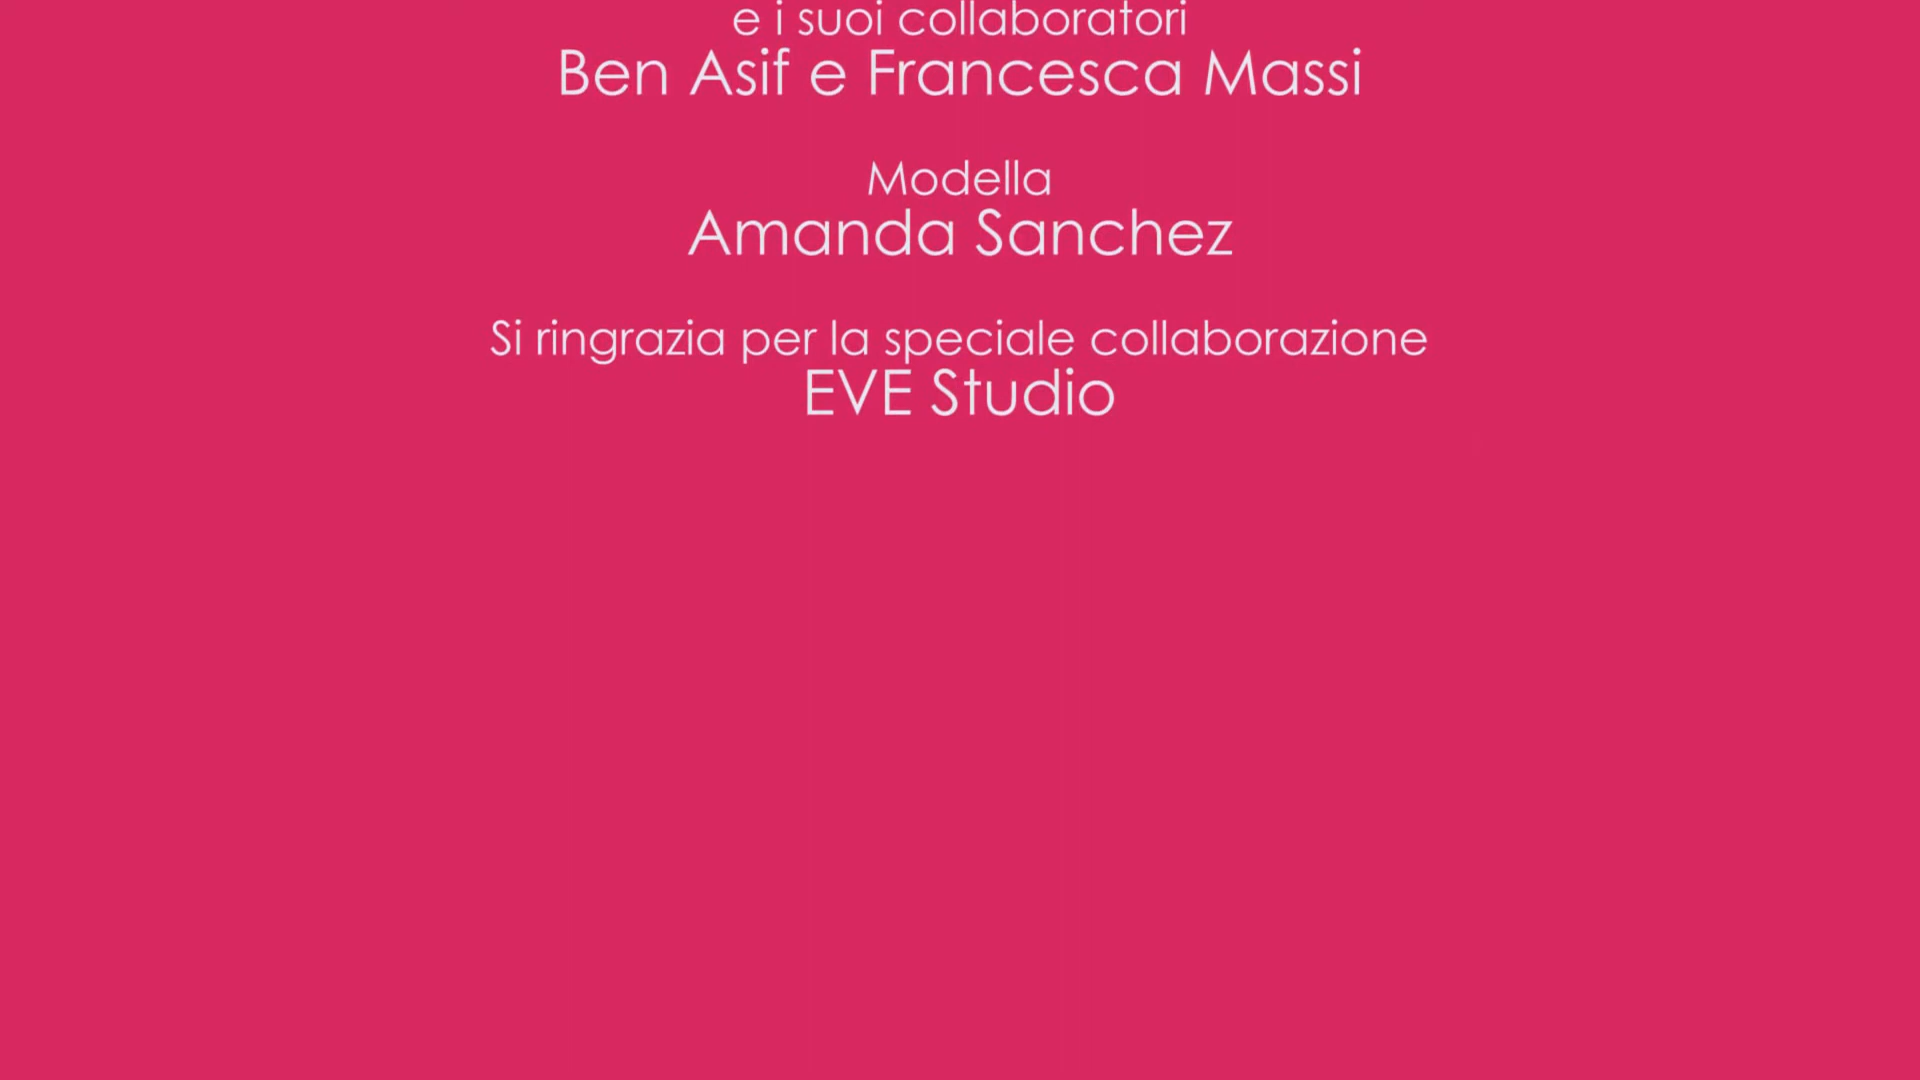 e i suoi collaboratori
Ben Asif e Francesca Massi
Modella
Amanda Sanchez
Si ringrazia per la speciale collaborazione
EVE Studio